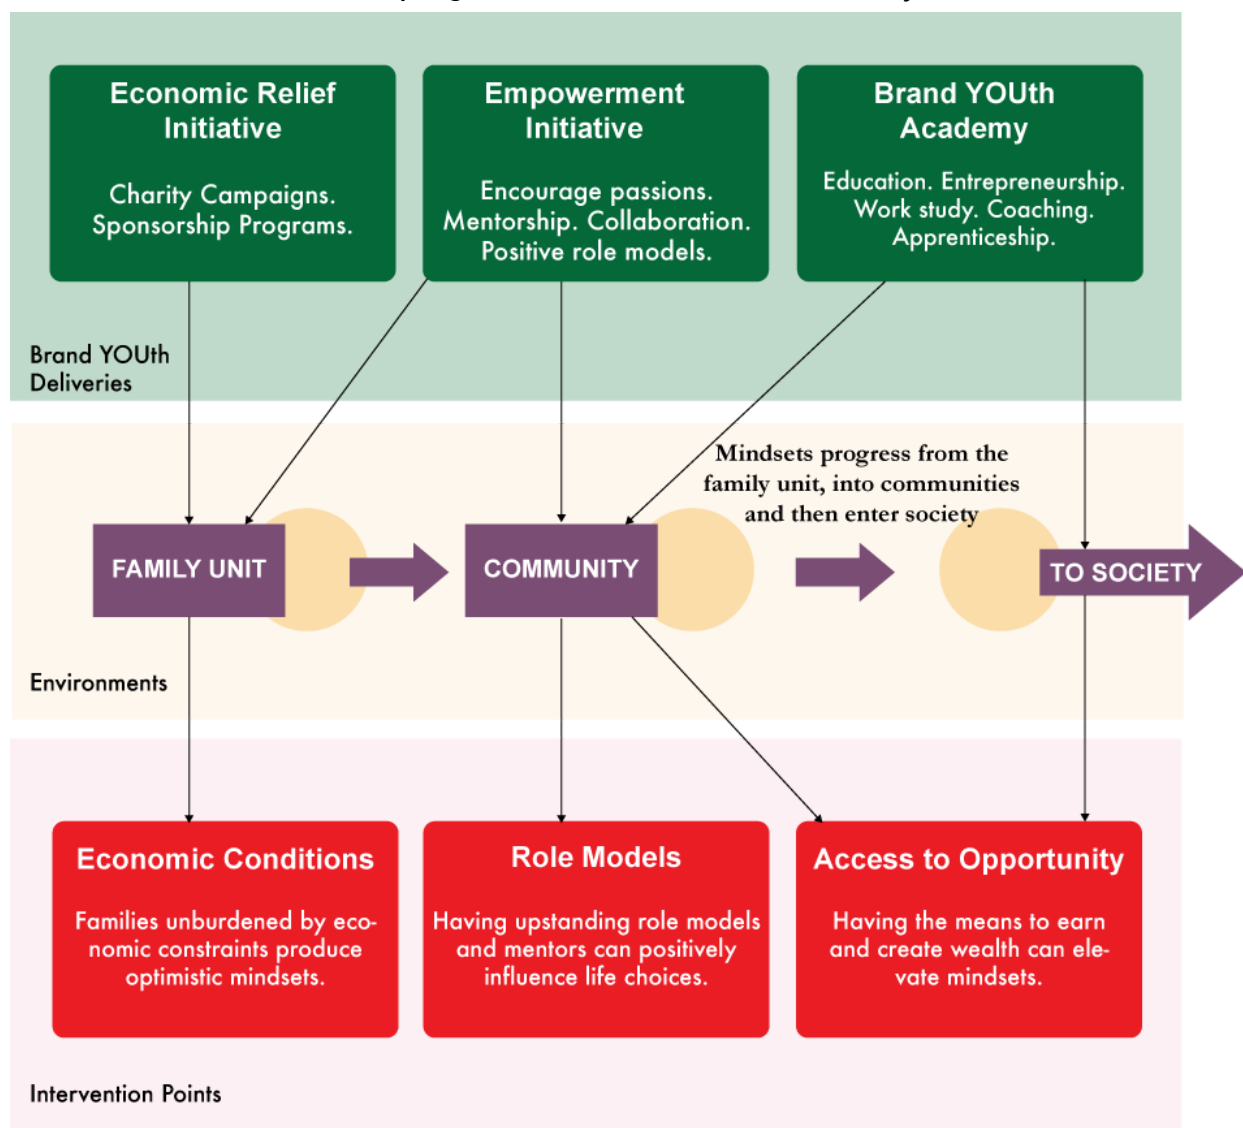 Economic Relief
Initiative
Charity Campaigns.
Sponsorship Programs.
Empowerment
Initiative
Encourage passions.
Mentorship. Collaboration.
Positive role models.
Brand YOUth
Academy
Education. Entrepreneurship.
Work study. Coaching.
Apprenticeship.
Brand YOUth
Deliveries
Mindsets progress from the
family unit, into communities
and then enter society
FAMILY UNIT
COMMUNITY
TO SOCIETY
Environments
Economic Conditions
Families unburdened by eco-
nomic constraints produce
optimistic mindsets.
Role Models
Having upstanding role models
and mentors can positively
influence life choices.
Access to Opportunity
Having the means to earn
and create wealth can ele-
vate mindsets.
Intervention Points